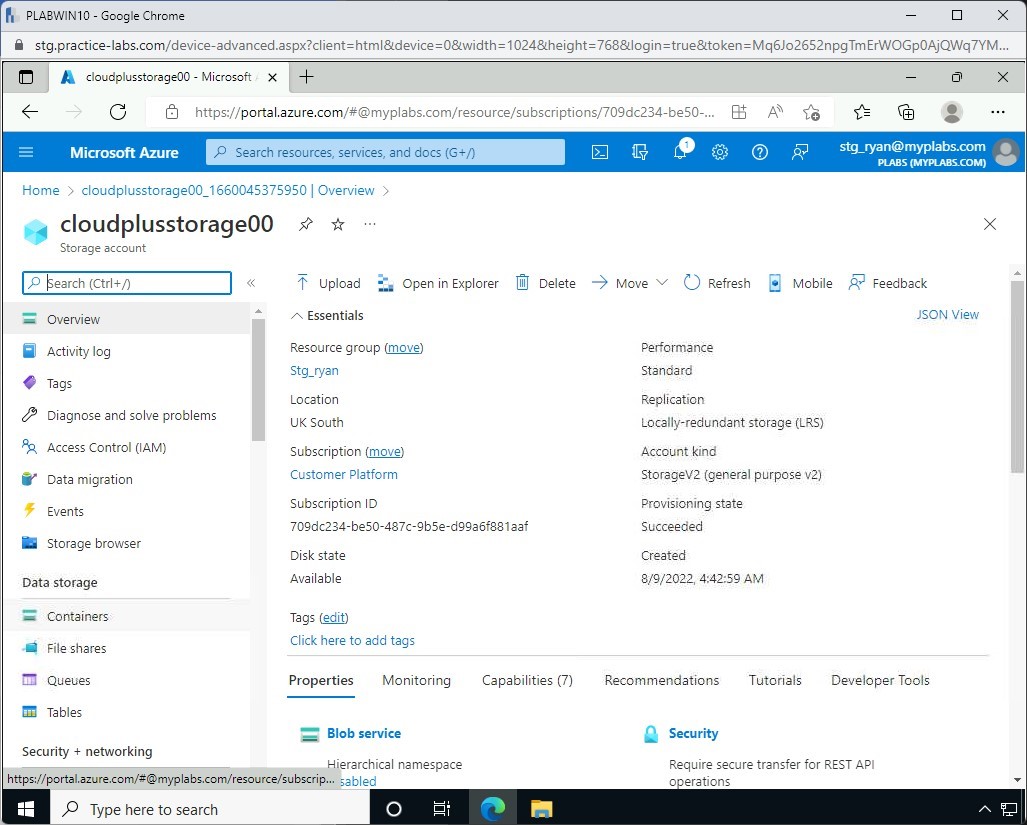 PLABWIN10 - Google Chrome
stg.practice-labs.com/device-advanced.aspx?client=html&device=0&width=1024&height=768&login=true&token=Mq6Jo2652npgTmErWOGp0AjQWq7YM...
cloudplusstorage00 - Microsoft A
https://portal.azure.com/#@myplabs.com/resource/subscriptions/709dc234-be50-...
Microsoft Azure
Search resources, services, and docs (G+/)
1
stg_ryan@myplabs.com
PLABS (MYPLABS.COM)
Home > cloudplusstorage00_1660045375950 | Overview >
cloudplusstorage00
Storage account
Search (Ctrl+/)
«
Upload
Open in Explorer
Delete
Move
Refresh
Mobile
Feedback
Overview
Activity log
Tags
Diagnose and solve problems
Access Control (IAM)
Data migration
Events
Storage browser
Data storage
Containers
File shares
Queues
Tables
Security + networking
Essentials
JSON View
Resource group (move)
Stg_ryan
Location
UK South
Subscription (move)
Customer Platform
Subscription ID
709dc234-be50-487c-9b5e-d99a6f881aaf
Disk state
Available
Performance
Standard
Replication
Locally-redundant storage (LRS)
Account kind
StorageV2 (general purpose v2)
Provisioning state
Succeeded
Created
8/9/2022, 4:42:59 AM
Tags (edit)
Click here to add tags
Properties
Monitoring
Capabilities (7)
Recommendations
Tutorials
Developer Tools
Blob service
Hierarchical namespace
sabled
Security
Require secure transfer for REST API
operations
https://portal.azure.com/#@myplabs.com/resource/subscrip...
Type here to search